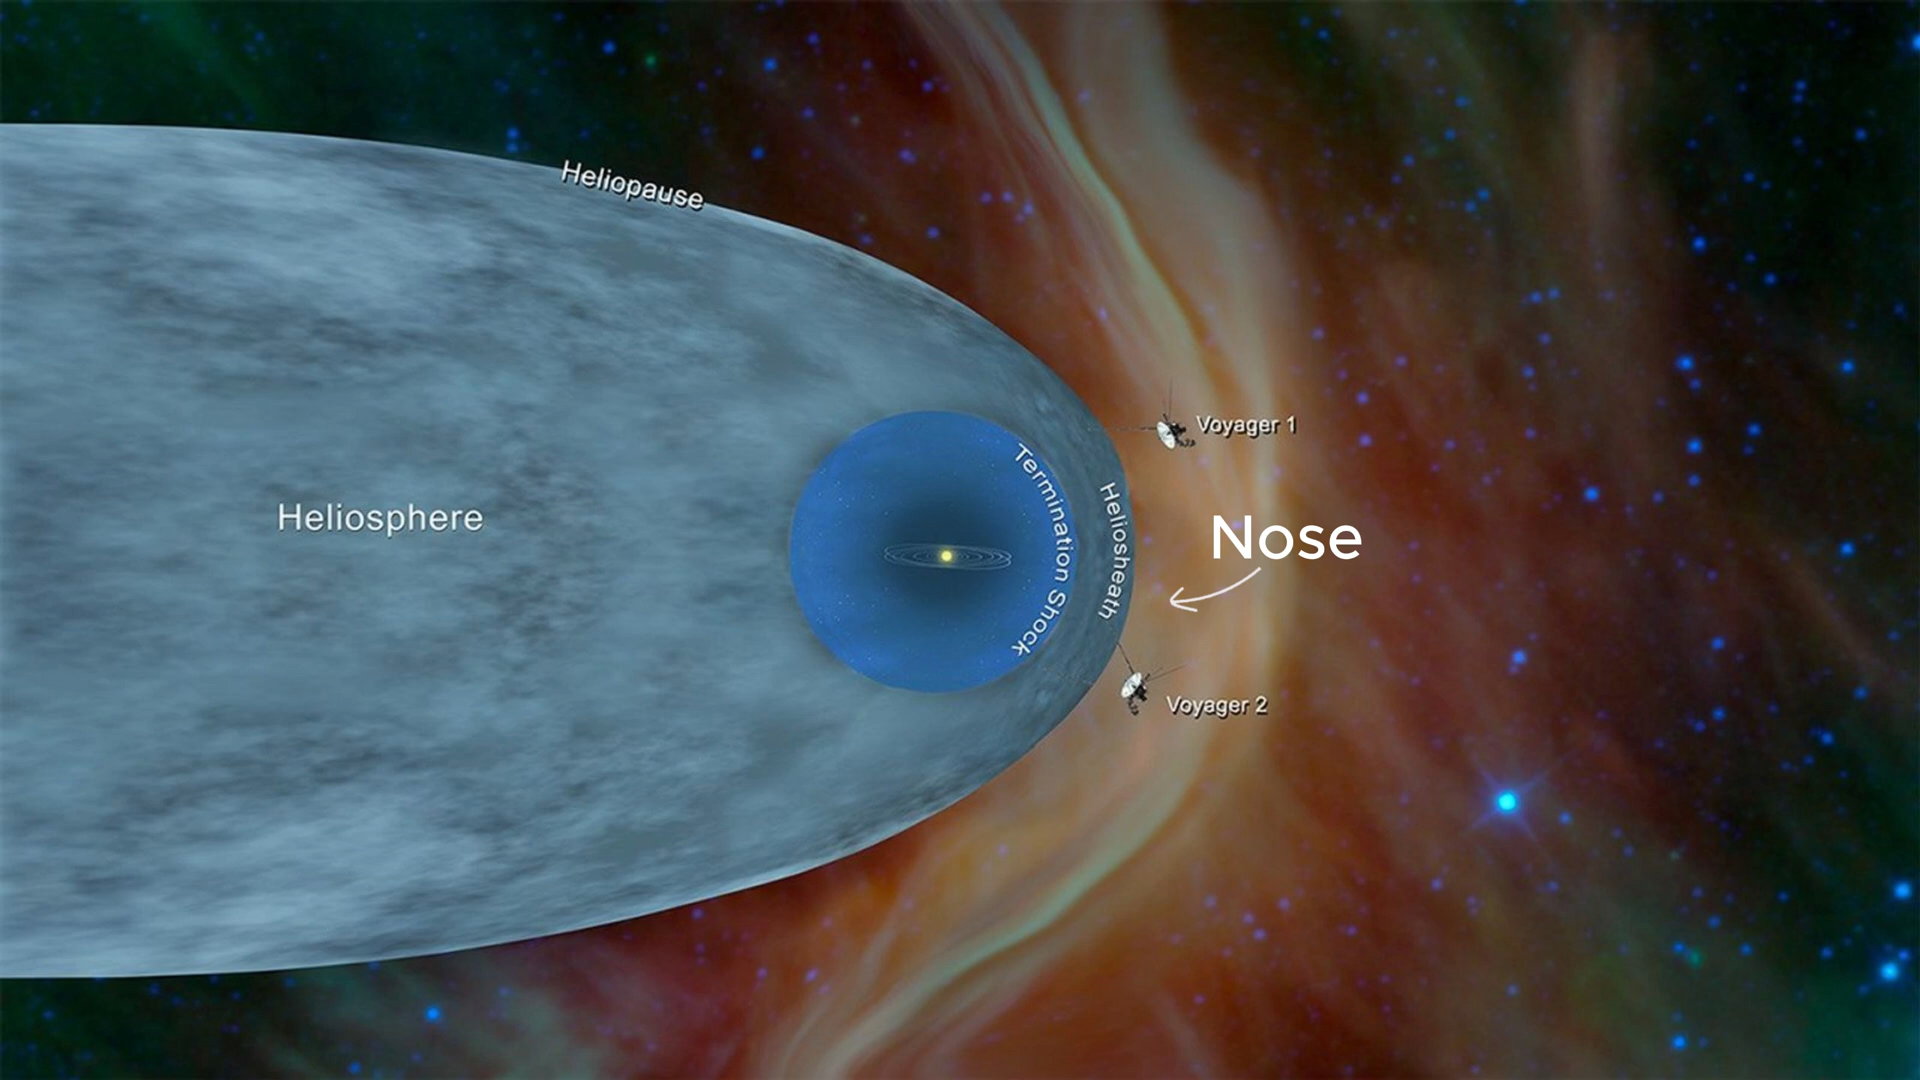 Heliopause
Voyager 1
Termination Shock
Heliosheath
Heliosphere
Nose
Voyager 2